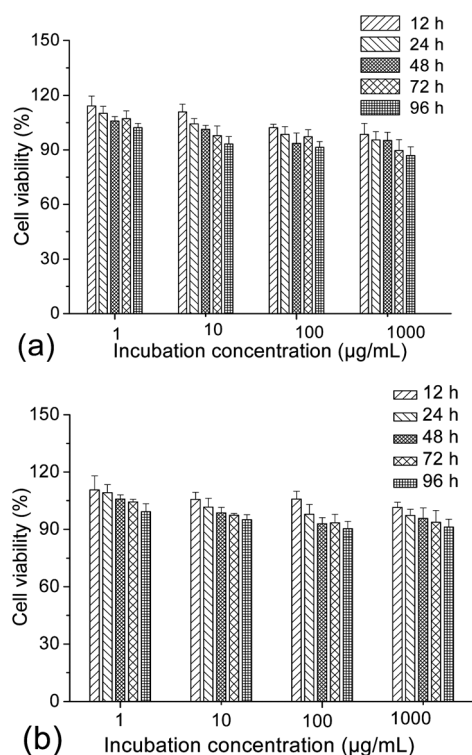 150
120
90
60
30
0
Cell viability (%)
12 h
24 h
48 h
72 h
96 h
1 10 100 1000
(a) Incubation concentration (µg/mL)
150
120
90
60
30
0
Cell viability (%)
12 h
24 h
48 h
72 h
96 h
1 10 100 1000
(b) Incubation concentration (µg/mL)